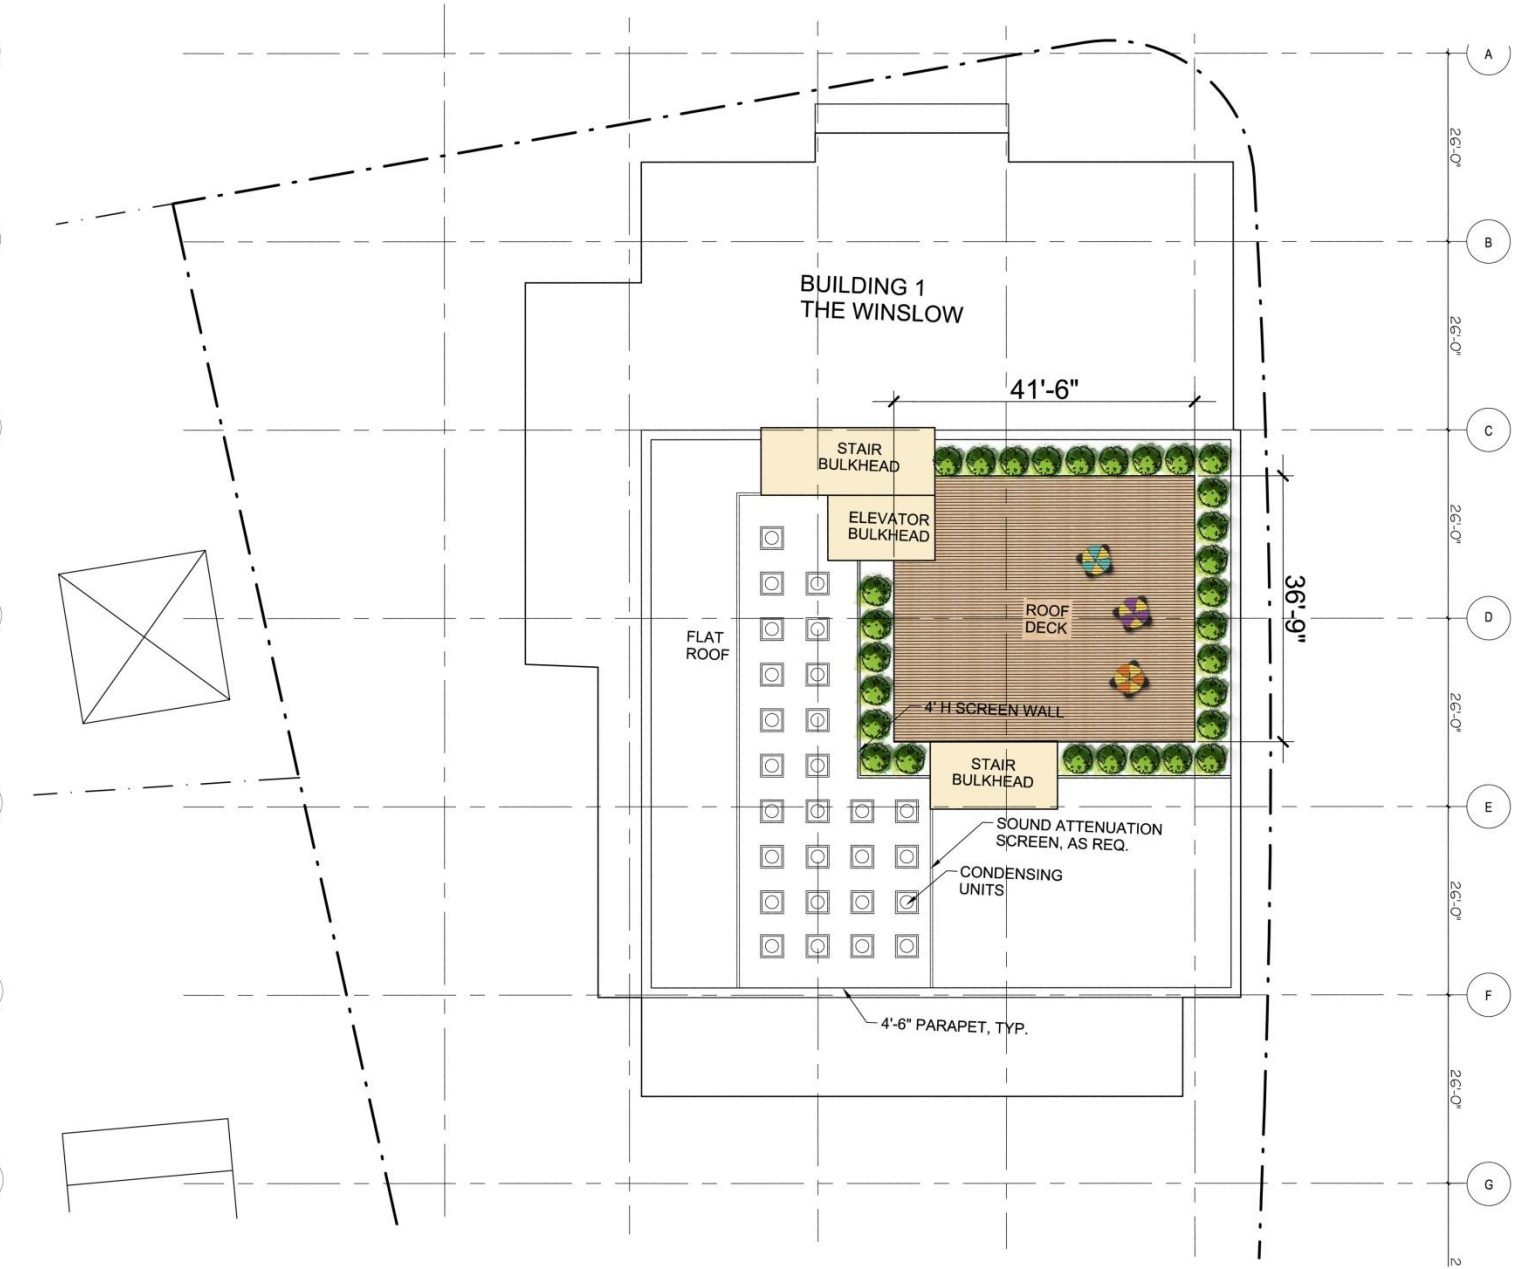 A
26'-0"
B
BUILDING 1
THE WINSLOW
26'-0"
41'-6"
C
STAIR
BULKHEAD
ELEVATOR
BULKHEAD
26'-0"
36'-9"
ROOF
DECK
D
FLAT
ROOF
4' H SCREEN WALL
26'-0"
STAIR
BULKHEAD
E
SOUND ATTENUATION
SCREEN, AS REQ.
CONDENSING
UNITS
26'-0"
F
4'-6" PARAPET, TYP.
26'-0"
G
2